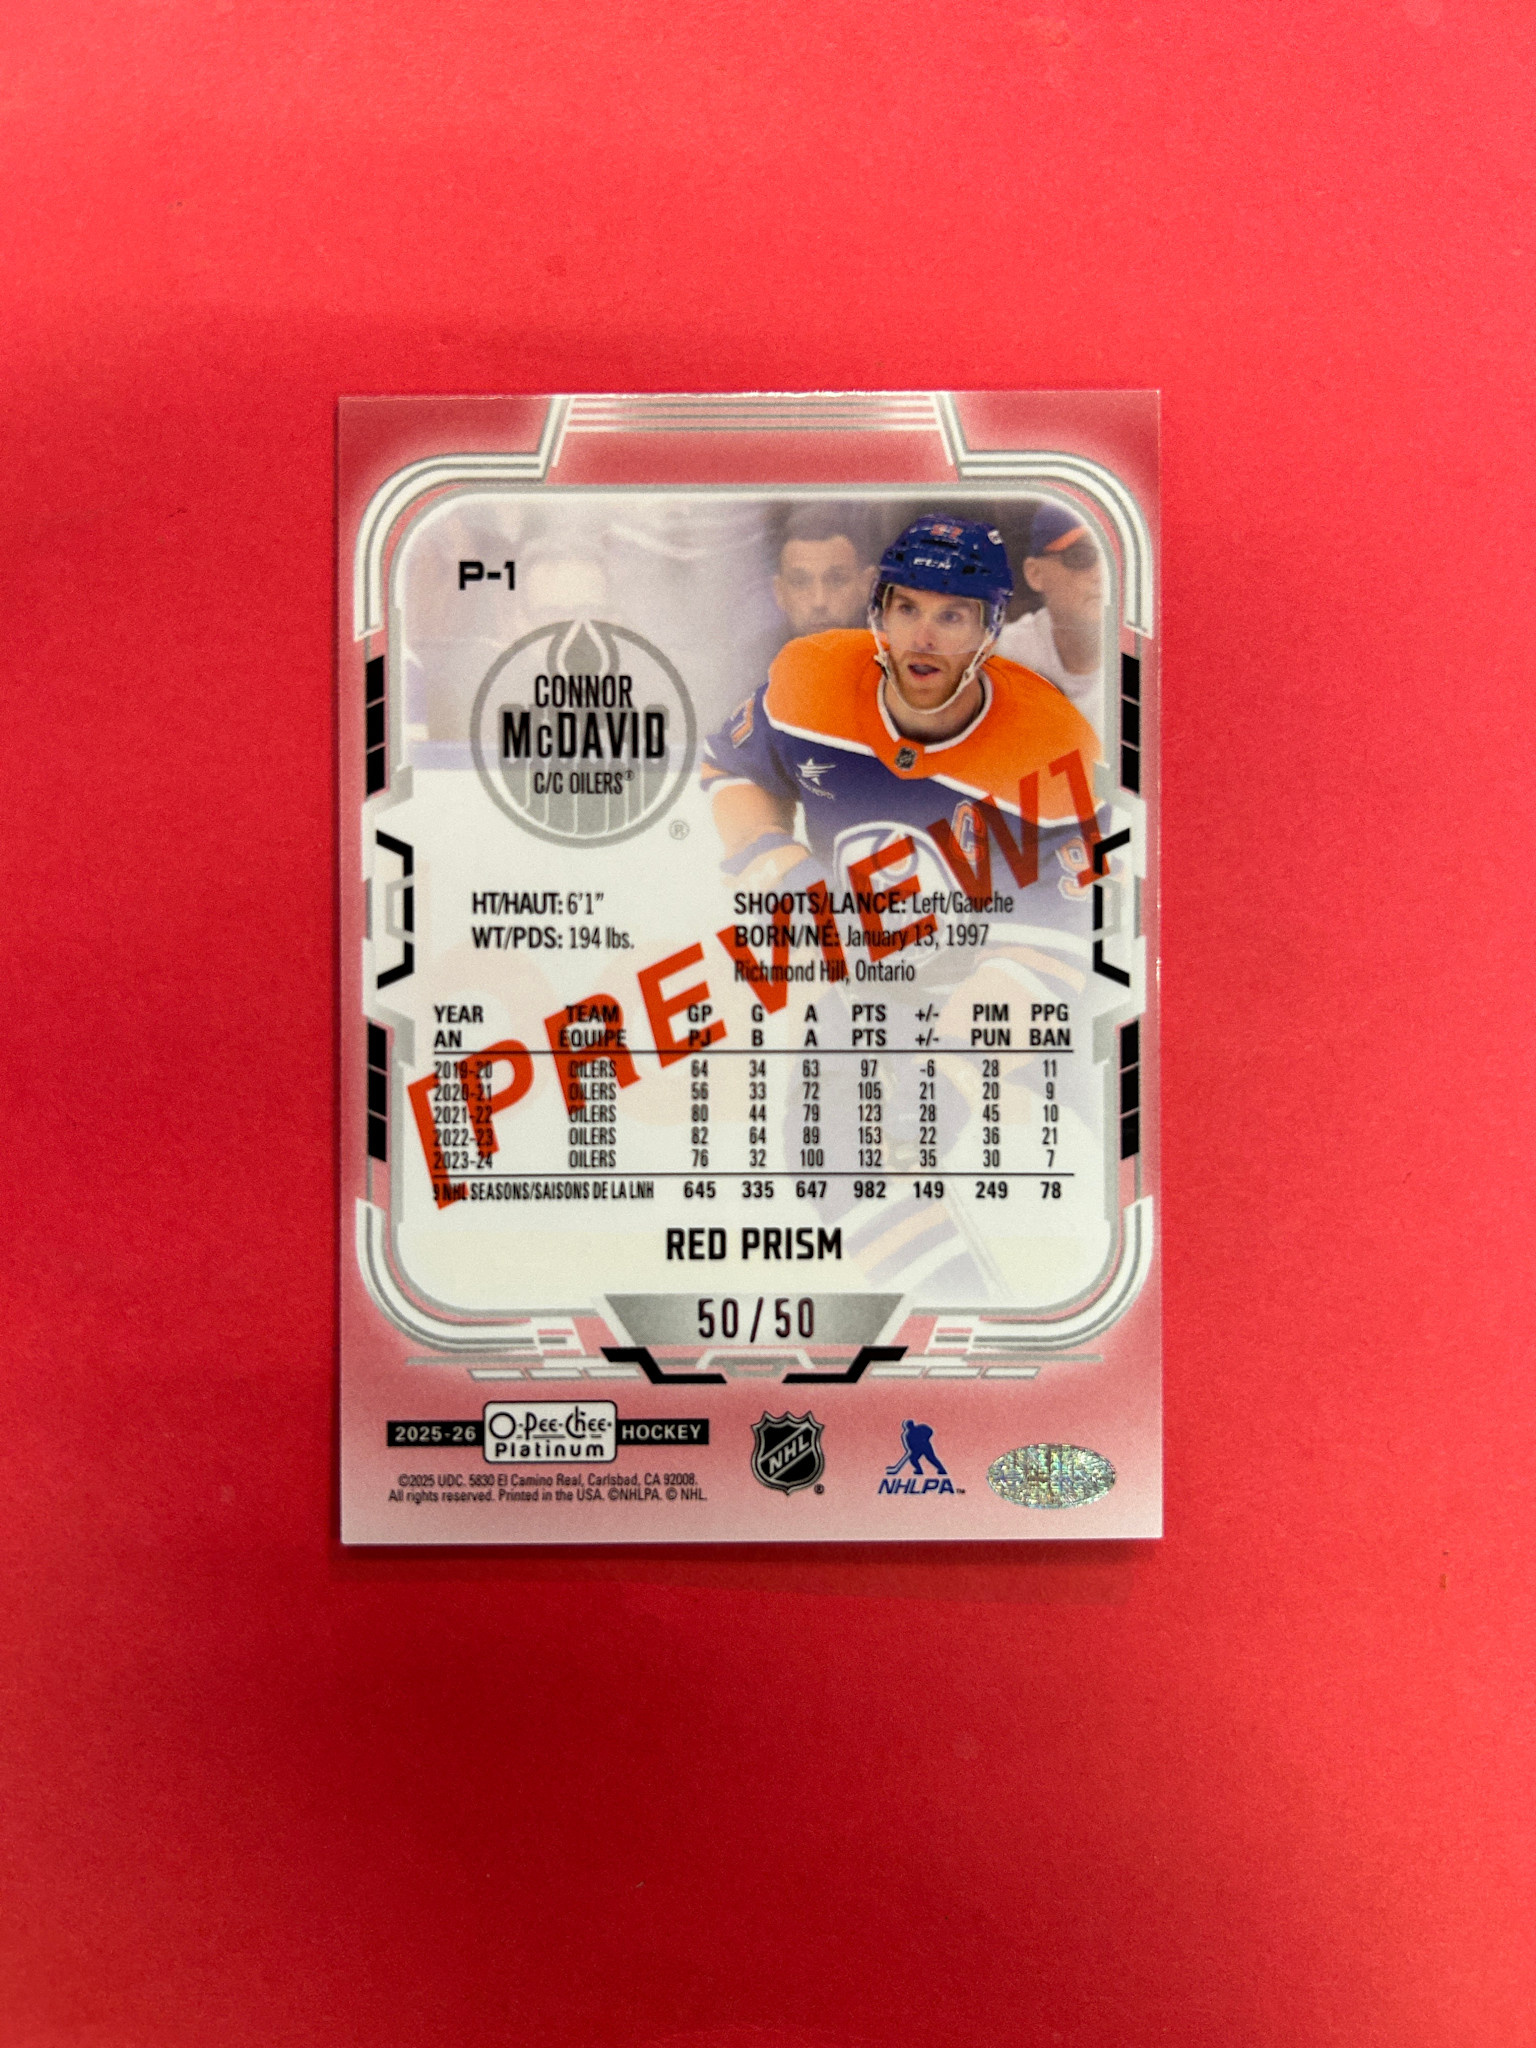 P-1
CONNOR
McDAVID
C/C OILERS®
®
CCM
C
9
[PREVIEW]
HT/HAUT: 6'1"
WT/PDS: 194 lbs.
SHOOTS/LANCE: Left/Gauche
BORN/NÉ: January 13, 1997
Richmond Hill, Ontario
YEAR TEAM GP G A PTS +/- PIM PPG
AN ÉQUIPE PJ B A PTS +/- PUN BAN
2019-20 OILERS 64 34 63 97 -6 28 11
2020-21 OILERS 56 33 72 105 21 20 9
2021-22 OILERS 80 44 79 123 28 45 10
2022-23 OILERS 82 64 89 153 22 36 21
2023-24 OILERS 76 32 100 132 35 30 7
9 NHL SEASONS/SAISONS DE LA LNH 645 335 647 982 149 249 78
RED PRISM
50/50
2025-26 O-Pee-Chee Platinum HOCKEY
©2025 UDC. 5830 El Camino Real, Carlsbad, CA 92008.
All rights reserved. Printed in the USA. ©NHLPA. © NHL.
NHL®
NHLPA™